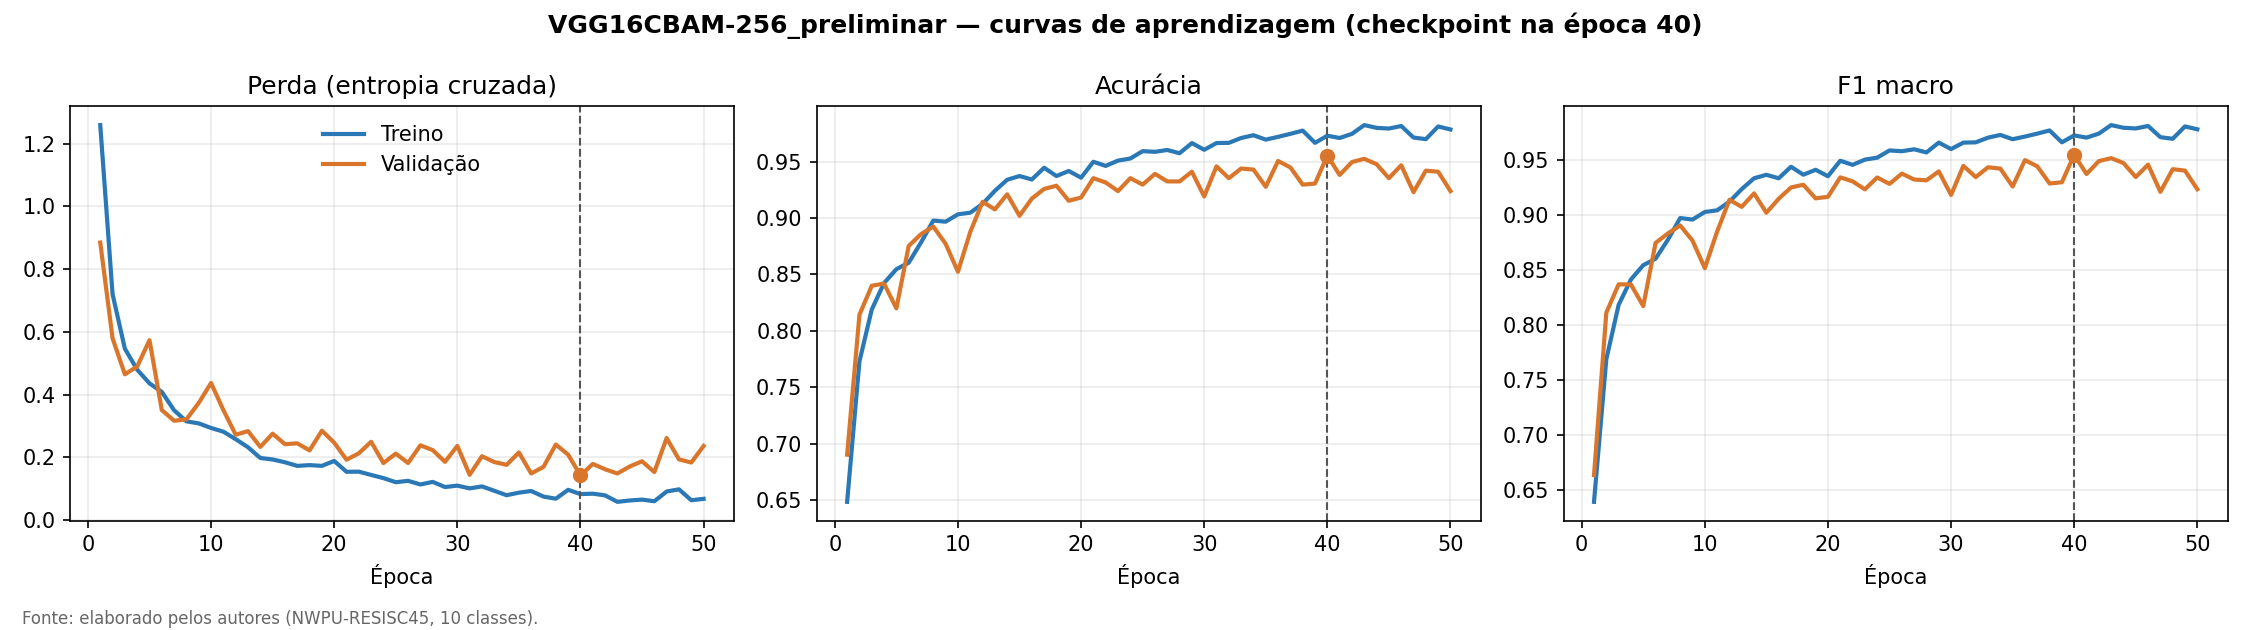 VGG16CBAM-256_preliminar — curvas de aprendizagem (checkpoint na época 40)
Perda (entropia cruzada)
Treino
Validação
1.2
1.0
0.8
0.6
0.4
0.2
0.0
0 10 20 30 40 50
Época
Acurácia
0.95
0.90
0.85
0.80
0.75
0.70
0.65
0 10 20 30 40 50
Época
F1 macro
0.95
0.90
0.85
0.80
0.75
0.70
0.65
0 10 20 30 40 50
Época
Fonte: elaborado pelos autores (NWPU-RESISC45, 10 classes).